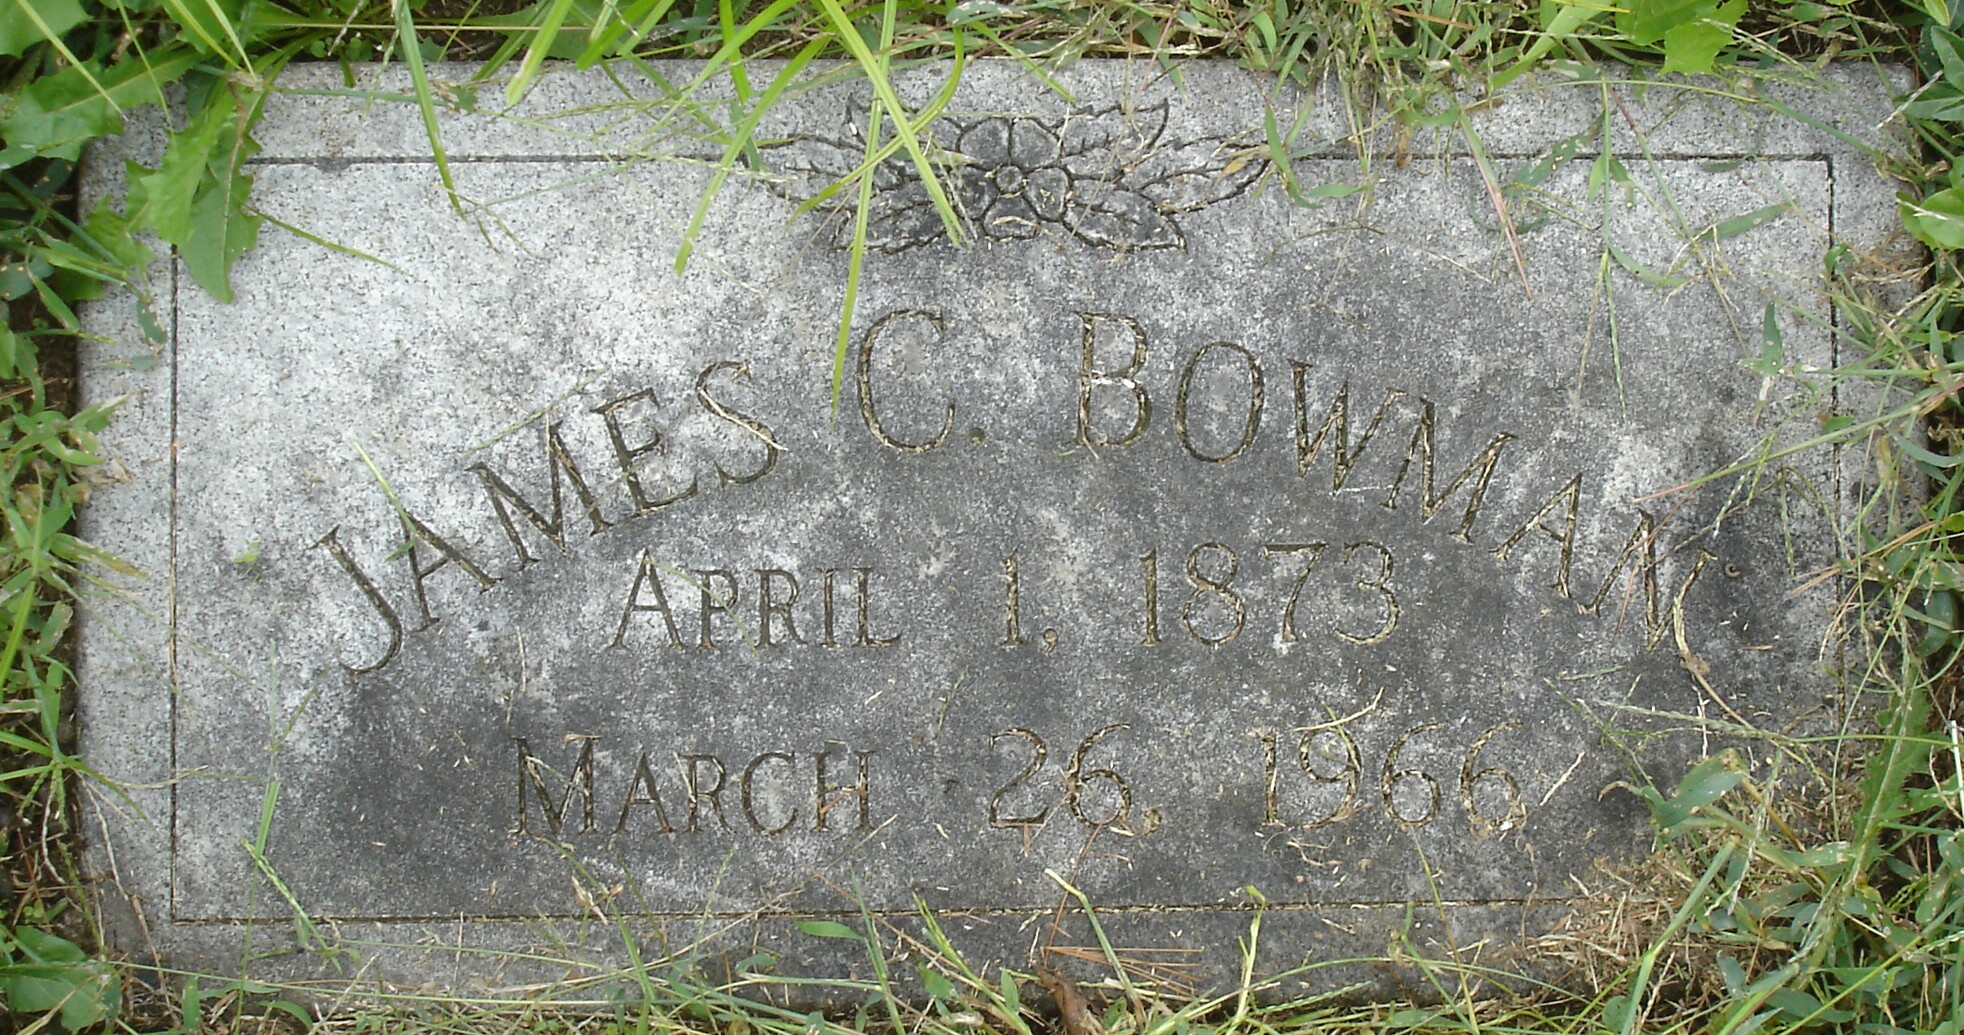 JAMES C. BOWMAN
APRIL 1, 1873
MARCH 26, 1966